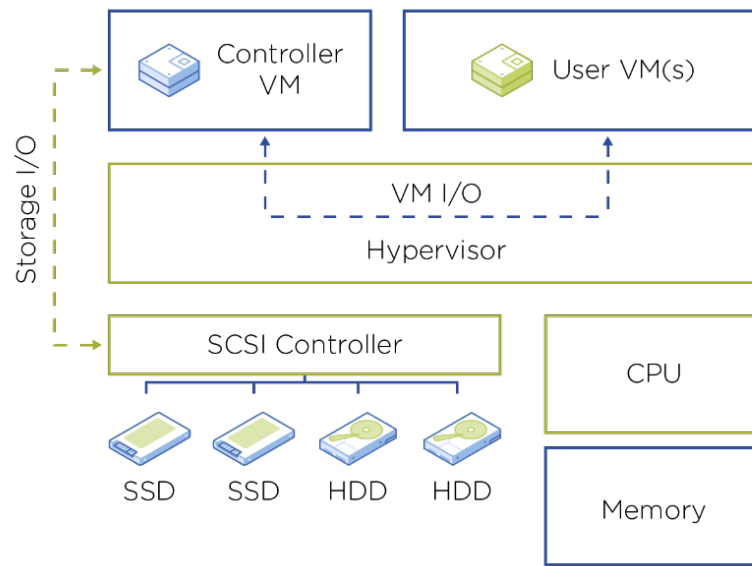 Controller
VM
User VM(s)
Storage I/O
VM I/O
Hypervisor
SCSI Controller
CPU
SSD
SSD
HDD
HDD
Memory